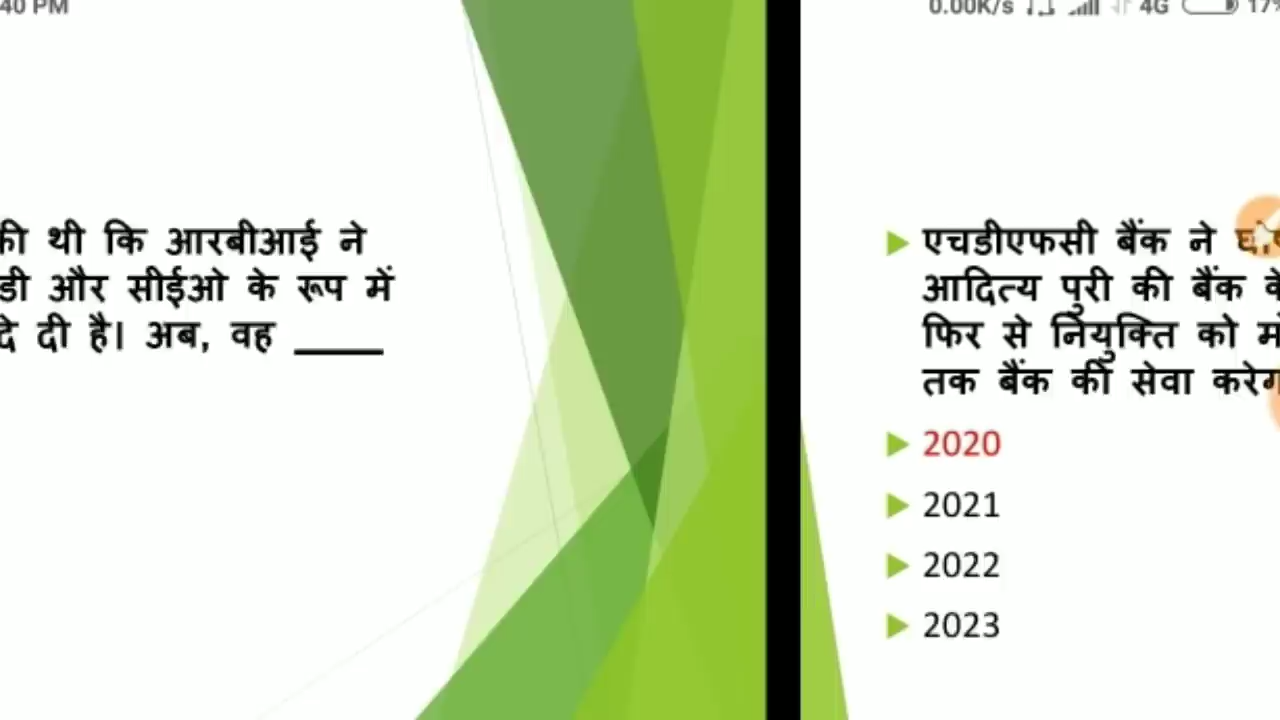 40 PM
की थी कि आरबीआई ने
डी और सीईओ के रूप में
दे दी है। अब, वह _____
0.00K/s 4G 17%
एचडीएफसी बैंक ने
आदित्य पुरी की बैंक के
फिर से नियुक्ति को
तक बैंक की सेवा
2020
2021
2022
2023